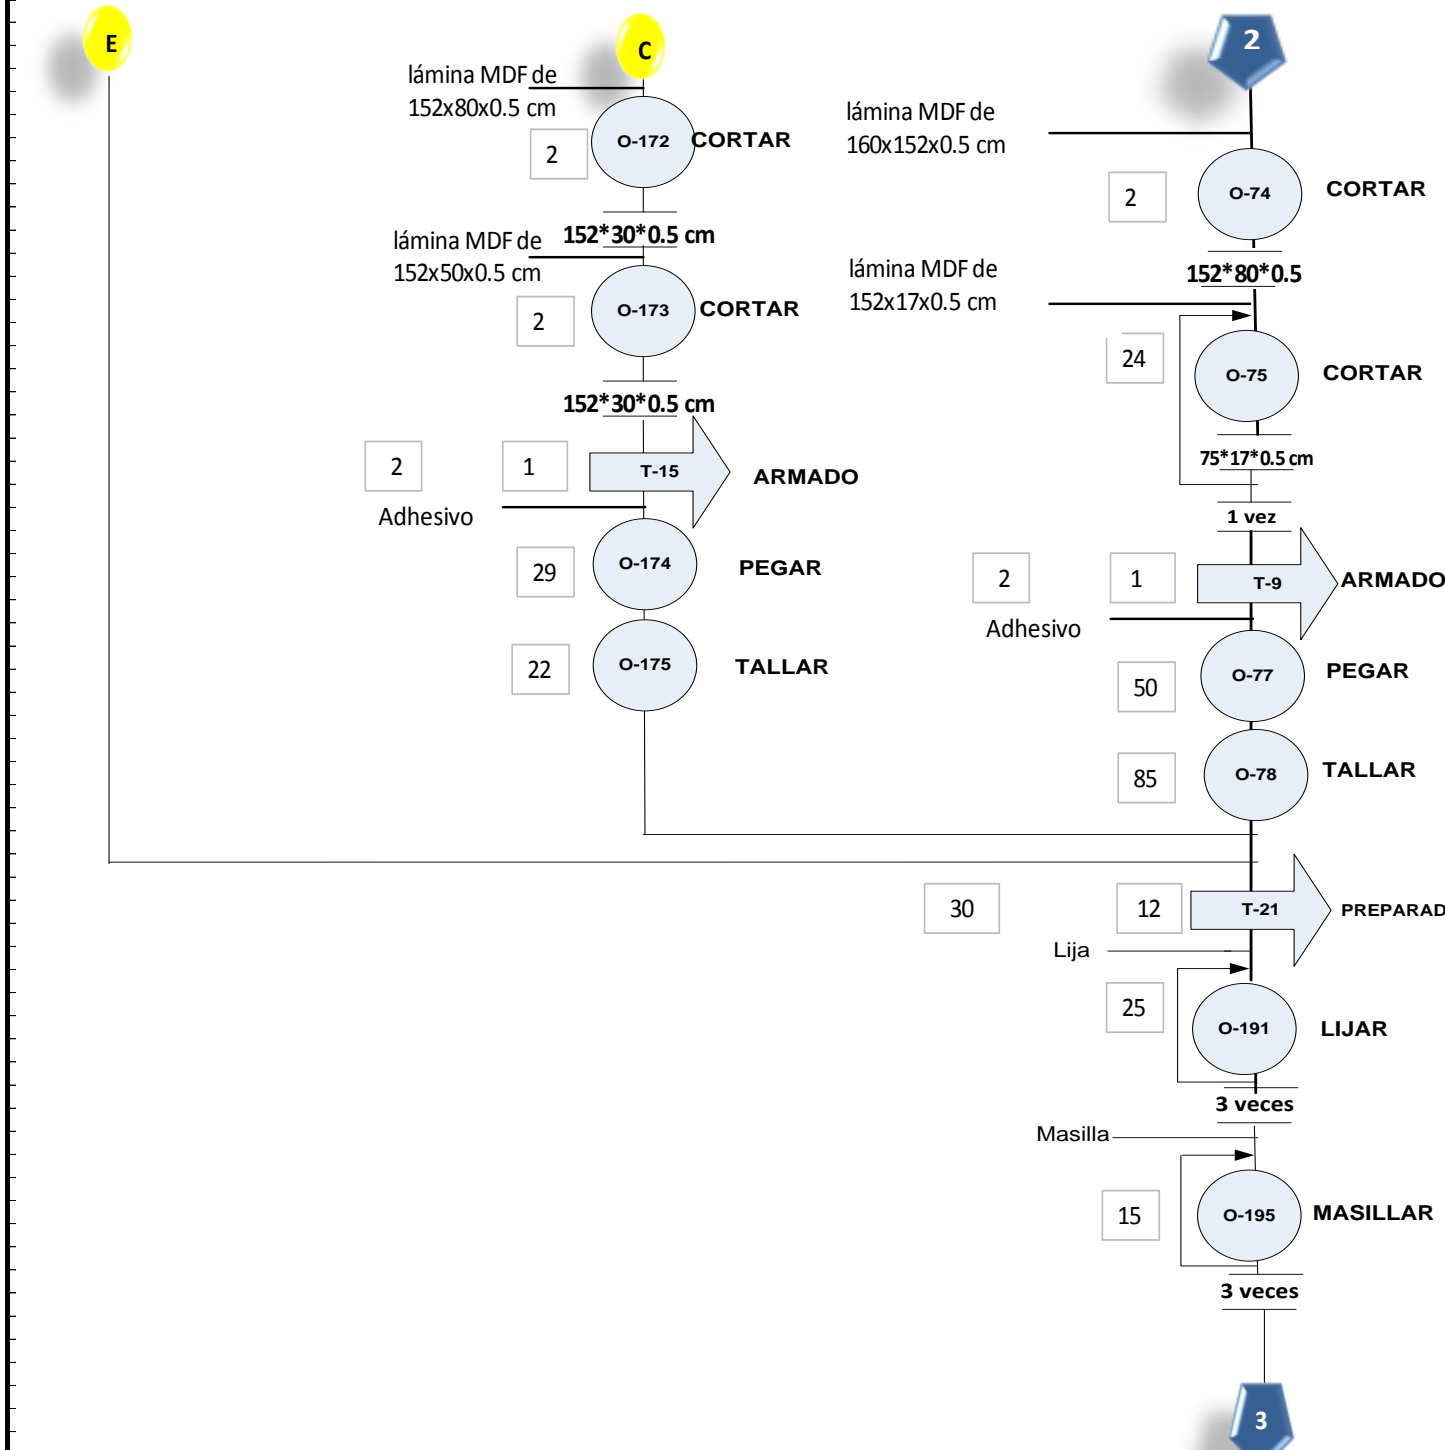 E
C
lámina MDF de
152x80x0.5 cm
2
O-172
CORTAR
152*30*0.5 cm
lámina MDF de
152x50x0.5 cm
2
O-173
CORTAR
152*30*0.5 cm
2
1
T-15
ARMADO
Adhesivo
29
O-174
PEGAR
22
O-175
TALLAR
2
lámina MDF de
160x152x0.5 cm
2
O-74
CORTAR
152*80*0.5
lámina MDF de
152x17x0.5 cm
24
O-75
CORTAR
75*17*0.5 cm
1 vez
2
1
T-9
ARMADO
Adhesivo
50
O-77
PEGAR
85
O-78
TALLAR
30
12
T-21
PREPARAD
Lija
25
O-191
LIJAR
3 veces
Masilla
15
O-195
MASILLAR
3 veces
3